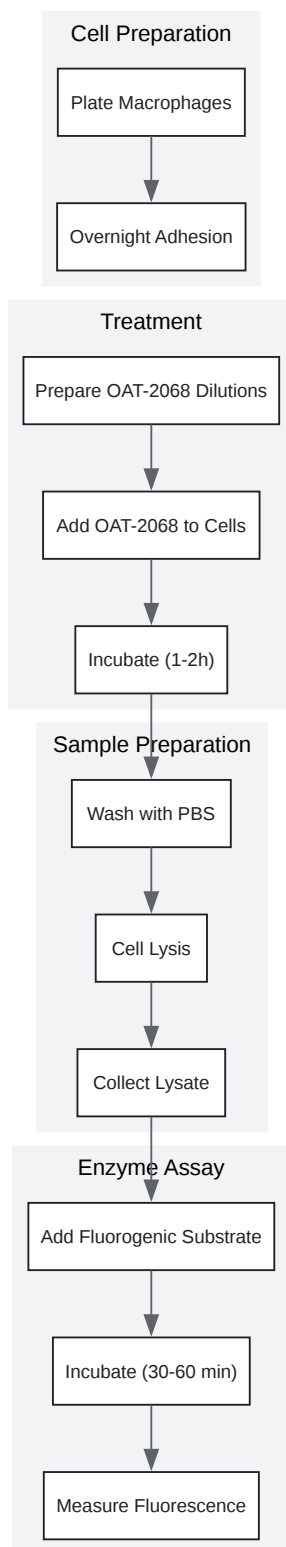 Cell Preparation
Plate Macrophages
Overnight Adhesion
Treatment
Prepare OAT-2068 Dilutions
Add OAT-2068 to Cells
Incubate (1-2h)
Sample Preparation
Wash with PBS
Cell Lysis
Collect Lysate
Enzyme Assay
Add Fluorogenic Substrate
Incubate (30-60 min)
Measure Fluorescence